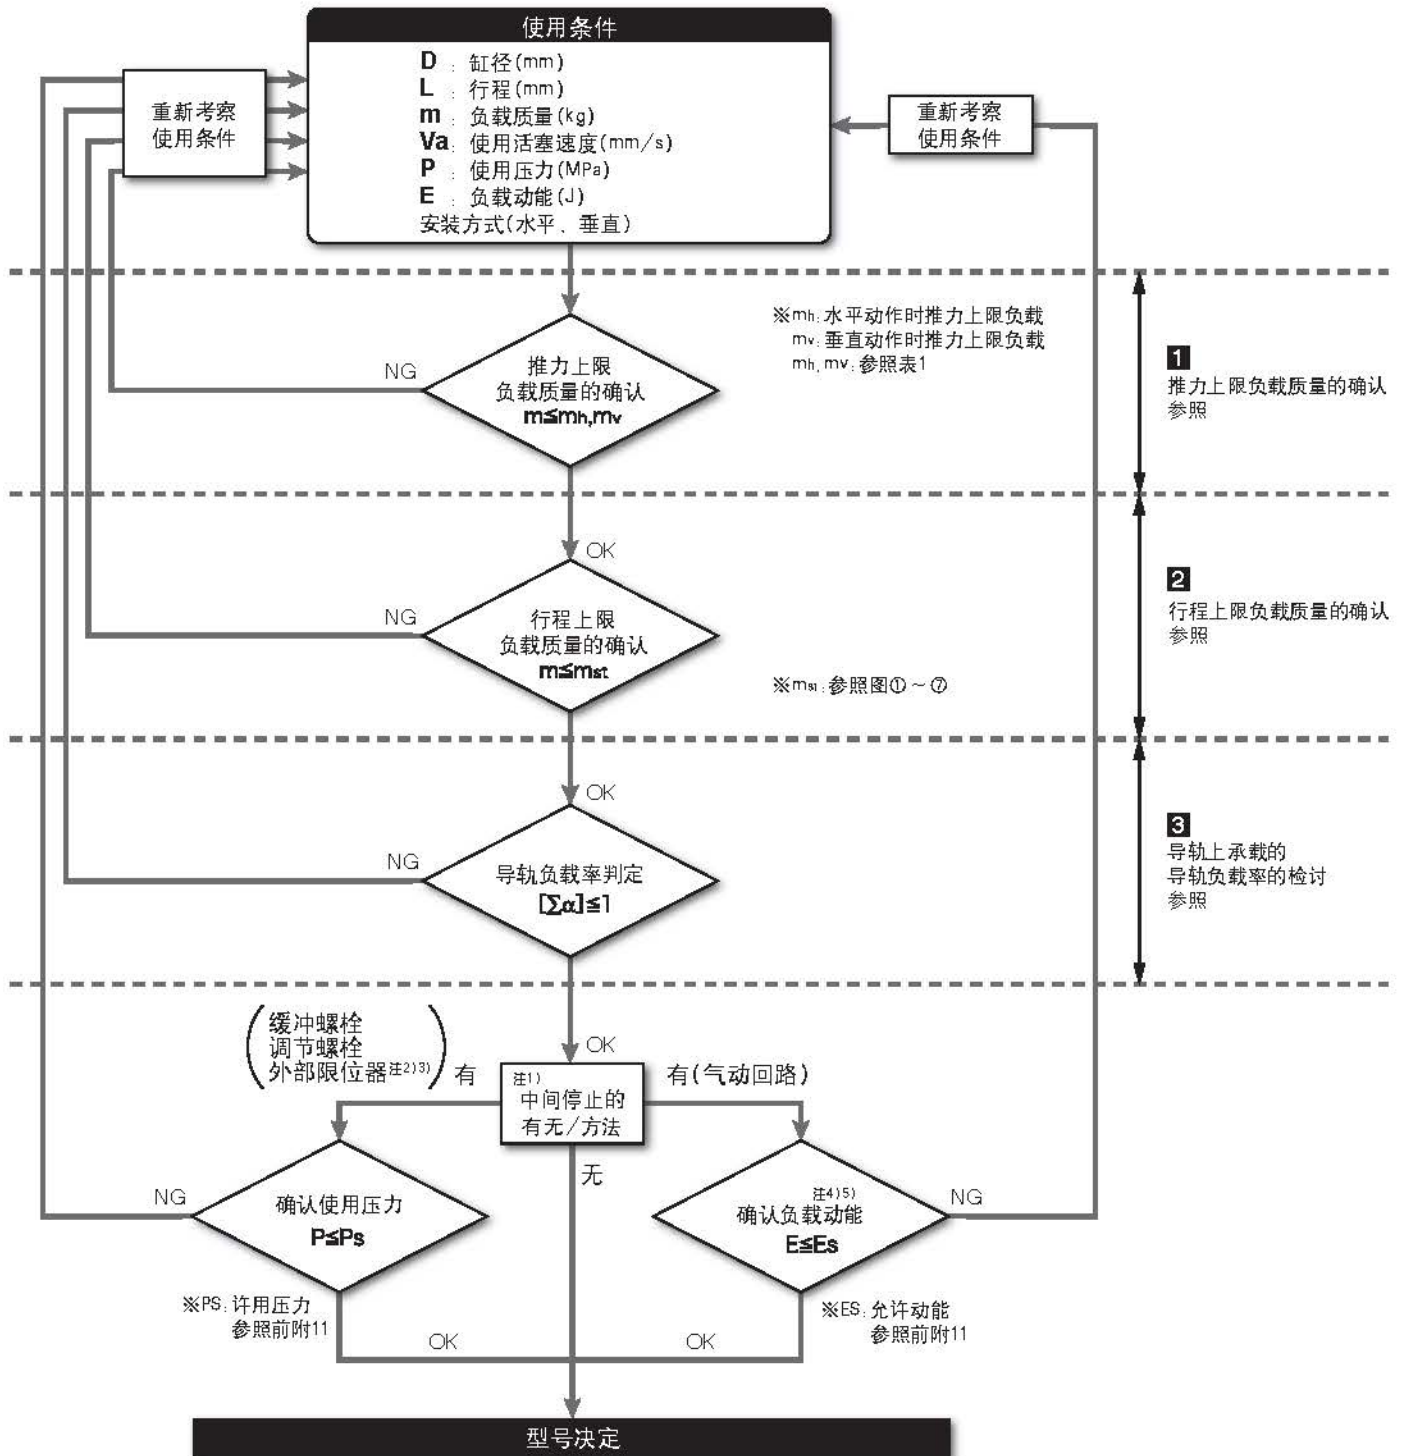 使用条件
D : 缸径(mm)
L : 行程(mm)
m : 负载质量(kg)
Va : 使用活塞速度(mm/s)
P : 使用压力(MPa)
E : 负载动能(J)
安装方式(水平、垂直)
重新考察
使用条件
重新考察
使用条件
※mh:水平动作时推力上限负载
mv:垂直动作时推力上限负载
mh,mv:参照表1
推力上限
负载质量的确认
m≦mh,mv
NG
1
推力上限负载质量的确认
参照
OK
行程上限
负载质量的确认
m≦mst
NG
※mst:参照图①～⑦
2
行程上限负载质量的确认
参照
OK
导轨负载率判定
[∑α]≦1
NG
3
导轨上承载的
导轨负载率的检讨
参照
OK
缓冲螺栓
调节螺栓
外部限位器注2)3) 有
注1)
中间停止的
有无/方法
有(气动回路)
无
NG
确认使用压力
P≦Ps
注4)5)
确认负载动能
E≦Es
NG
※PS:许用压力
参照前附11
※ES:允许动能
参照前附11
OK
OK
型号决定